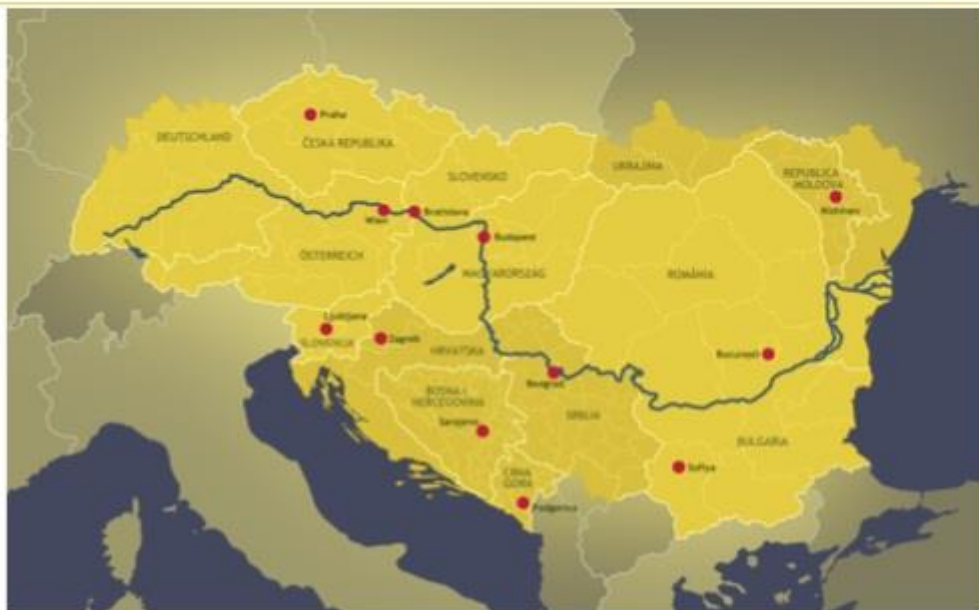 Praha
DEUTSCHLAND
ČESKÁ REPUBLIKA
SLOVENSKO
UKRAJINA
REPUBLICA
MOLDOVA
Wien
Bratislava
Budapest
ÖSTERREICH
MAGYARORSZÁG
ROMÂNIA
Ljubljana
SLOVENIJA
Zagreb
HRVATSKA
Bucureşti
Beograd
BOSNA I
HERCEGOVINA
SRBIJA
Sarajevo
BULGARIA
Sofiya
CRNA
GORA
Podgorica